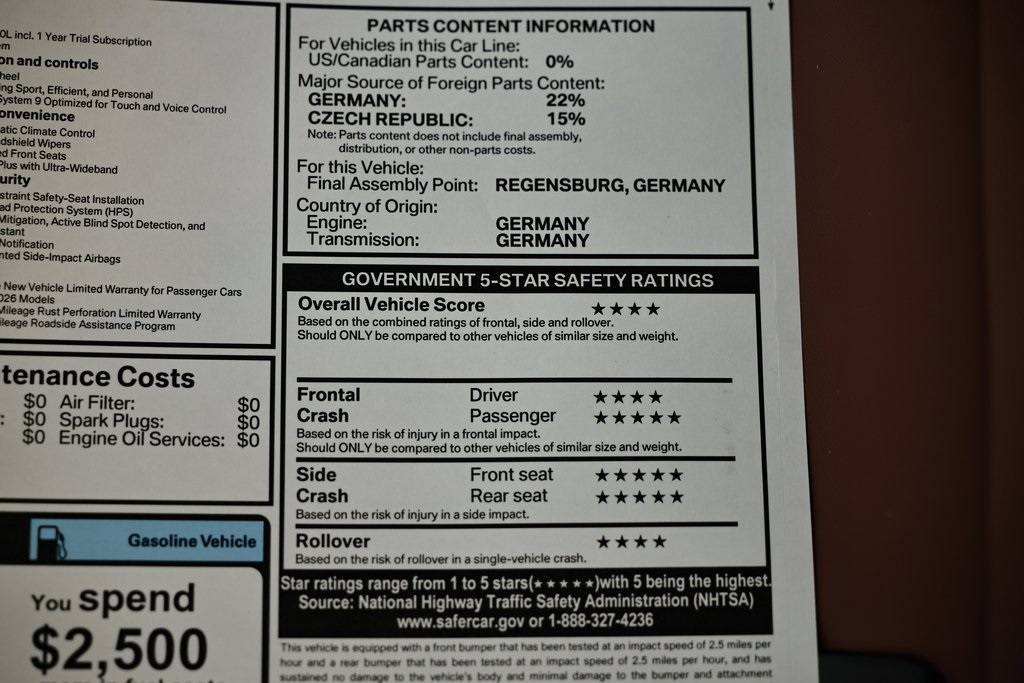 0L incl. 1 Year Trial Subscription
em
on and controls
heel
ng Sport, Efficient, and Personal
System 9 Optimized for Touch and Voice Control
onvenience
atic Climate Control
dshield Wipers
ed Front Seats
Plus with Ultra-Wideband
urity
straint Safety-Seat Installation
ad Protection System (HPS)
Mitigation, Active Blind Spot Detection, and
stant
Notification
nted Side-Impact Airbags
New Vehicle Limited Warranty for Passenger Cars
026 Models
Mileage Rust Perforation Limited Warranty
ileage Roadside Assistance Program
tenance Costs
$0 Air Filter: $0
: $0 Spark Plugs: $0
$0 Engine Oil Services: $0
Gasoline Vehicle
You spend
$2,500
PARTS CONTENT INFORMATION
For Vehicles in this Car Line:
US/Canadian Parts Content: 0%
Major Source of Foreign Parts Content:
GERMANY: 22%
CZECH REPUBLIC: 15%
Note: Parts content does not include final assembly,
distribution, or other non-parts costs.
For this Vehicle:
Final Assembly Point: REGENSBURG, GERMANY
Country of Origin:
Engine: GERMANY
Transmission: GERMANY
GOVERNMENT 5-STAR SAFETY RATINGS
Overall Vehicle Score ★★★★
Based on the combined ratings of frontal, side and rollover.
Should ONLY be compared to other vehicles of similar size and weight.
Frontal Driver ★★★★
Crash Passenger ★★★★★
Based on the risk of injury in a frontal impact.
Should ONLY be compared to other vehicles of similar size and weight.
Side Front seat ★★★★★
Crash Rear seat ★★★★★
Based on the risk of injury in a side impact.
Rollover ★★★★
Based on the risk of rollover in a single-vehicle crash.
Star ratings range from 1 to 5 stars(★★★★★)with 5 being the highest.
Source: National Highway Traffic Safety Administration (NHTSA)
www.safercar.gov or 1-888-327-4236
This vehicle is equipped with a front bumper that has been tested at an impact speed of 2.5 miles per
hour and a rear bumper that has been tested at an impact speed of 2.5 miles per hour, and has
sustained no damage to the vehicle's body and minimal damage to the bumper and attachment